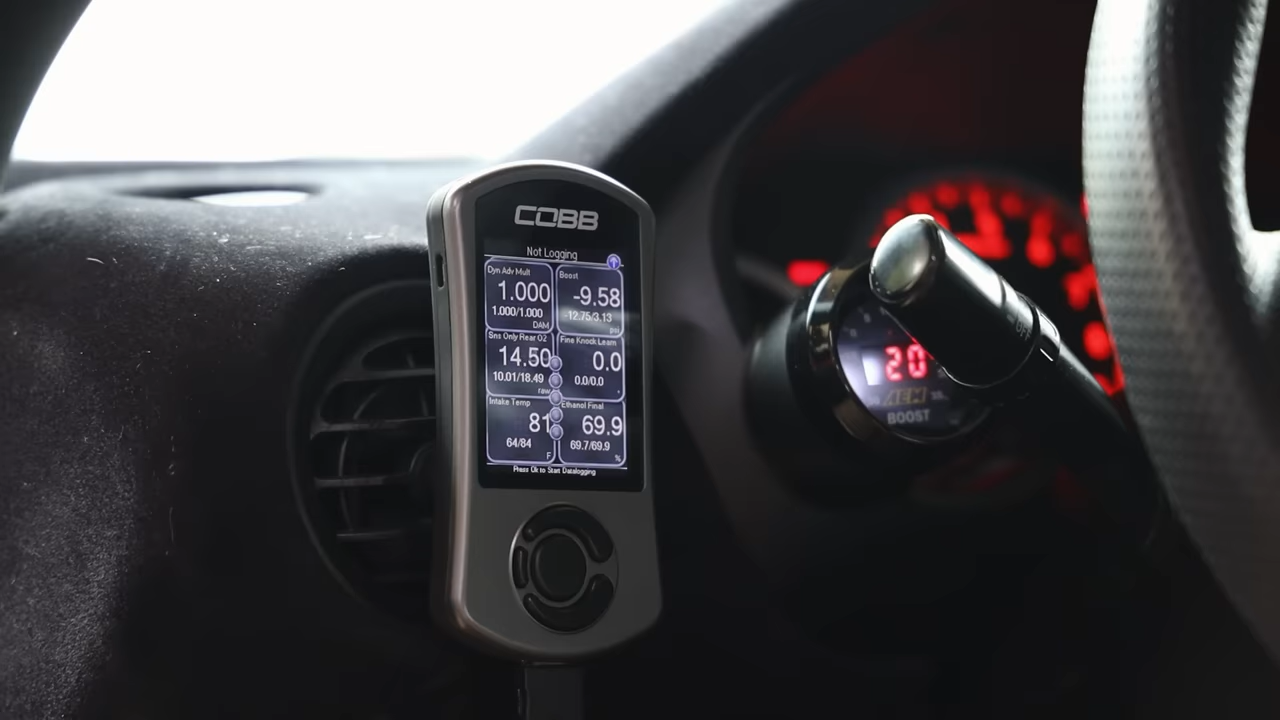 COBB
Not Logging
Dyn Adv Mult
1.000
1.000/1.000
DAM
Boost
-9.58
-12.75/3.13
psi
Sns Only Rear O2
14.50
10.01/18.49
raw
Fine Knock Learn
0.0
0.0/0.0
Intake Temp
81
64/84
F
Ethanol Final
69.9
69.7/69.9
%
Press Ok to Start Datalogging
20
AEM
BOOST